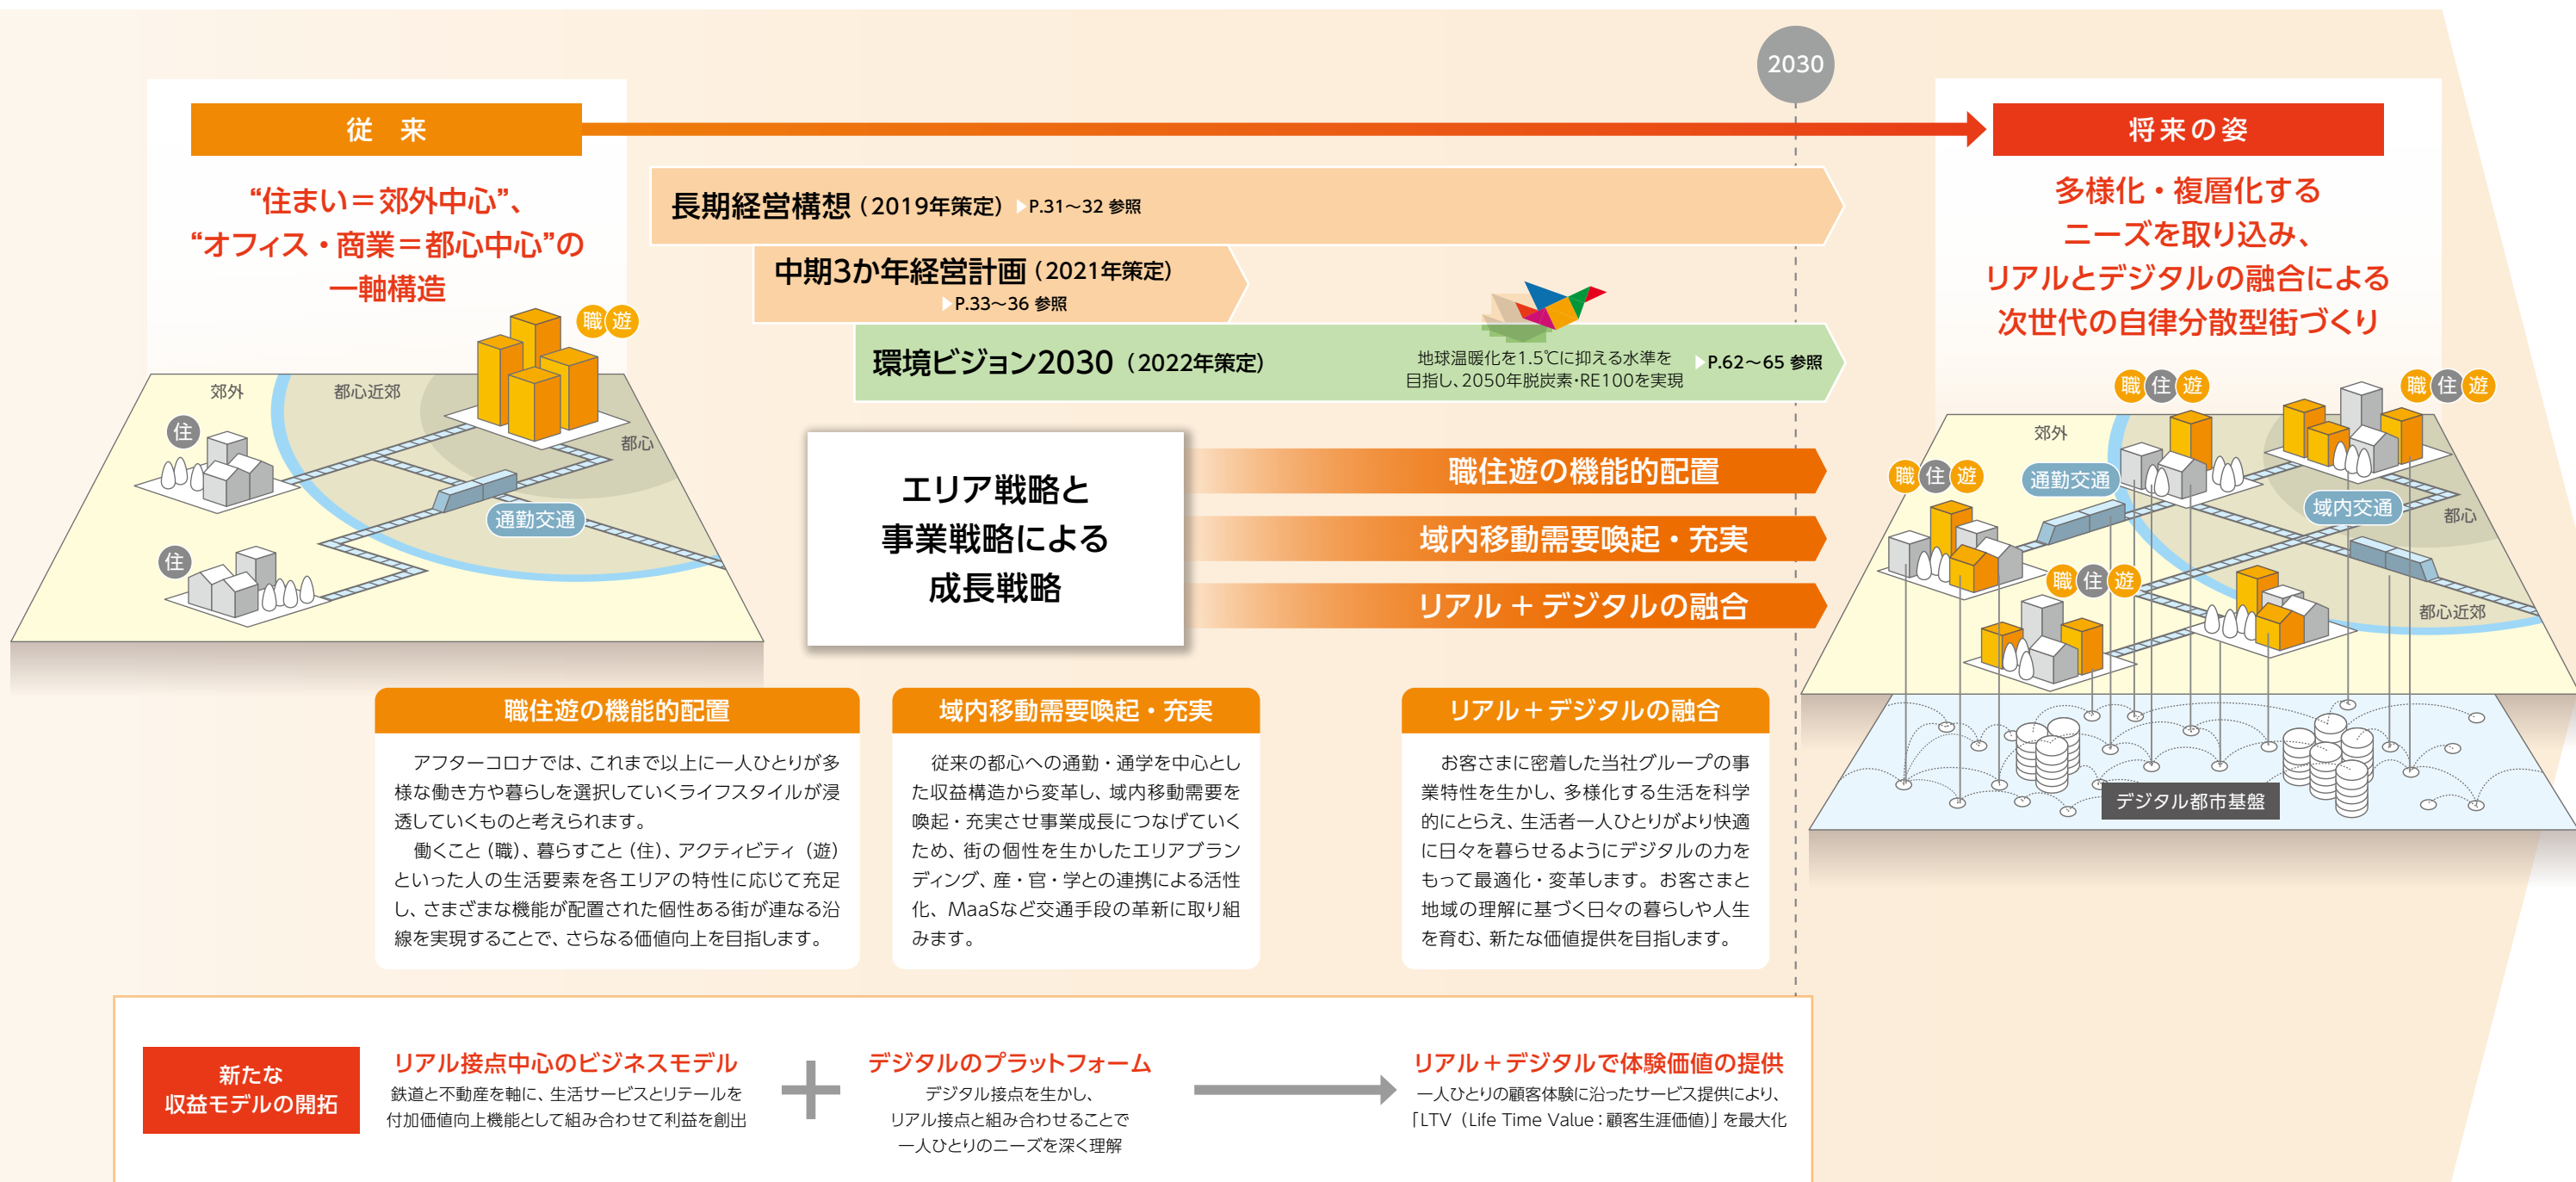 2030
従 来
“住まい＝郊外中心”、
“オフィス・商業＝都心中心”の
一軸構造
職 遊
郊外
都心近郊
都心
住
通勤交通
住
長期経営構想（2019年策定） ▶P.31～32 参照
中期3か年経営計画（2021年策定）
▶P.33～36 参照
環境ビジョン2030（2022年策定）
地球温暖化を1.5℃に抑える水準を
目指し、2050年脱炭素・RE100を実現
▶P.62～65 参照
エリア戦略と
事業戦略による
成長戦略
職住遊の機能的配置
域内移動需要喚起・充実
リアル ＋ デジタルの融合
将来の姿
多様化・複層化する
ニーズを取り込み、
リアルとデジタルの融合による
次世代の自律分散型街づくり
職 住 遊
職 住 遊
郊外
職 住 遊
通勤交通
域内交通
都心
職 住 遊
都心近郊
デジタル都市基盤
職住遊の機能的配置
アフターコロナでは、これまで以上に一人ひとりが多
様な働き方や暮らしを選択していくライフスタイルが浸
透していくものと考えられます。
働くこと（職）、暮らすこと（住）、アクティビティ（遊）
といった人の生活要素を各エリアの特性に応じて充足
し、さまざまな機能が配置された個性ある街が連なる沿
線を実現することで、さらなる価値向上を目指します。
域内移動需要喚起・充実
従来の都心への通勤・通学を中心とし
た収益構造から変革し、域内移動需要を
喚起・充実させ事業成長につなげていく
ため、街の個性を生かしたエリアブラン
ディング、産・官・学との連携による活性
化、MaaSなど交通手段の革新に取り組
みます。
リアル＋デジタルの融合
お客さまに密着した当社グループの事
業特性を生かし、多様化する生活を科学
的にとらえ、生活者一人ひとりがより快適
に日々を暮らせるようにデジタルの力を
もって最適化・変革します。お客さまと
地域の理解に基づく日々の暮らしや人生
を育む、新たな価値提供を目指します。
新たな
収益モデルの開拓
リアル接点中心のビジネスモデル
鉄道と不動産を軸に、生活サービスとリテールを
付加価値向上機能として組み合わせて利益を創出
＋
デジタルのプラットフォーム
デジタル接点を生かし、
リアル接点と組み合わせることで
一人ひとりのニーズを深く理解
リアル＋デジタルで体験価値の提供
一人ひとりの顧客体験に沿ったサービス提供により、
「LTV（Life Time Value：顧客生涯価値）」を最大化